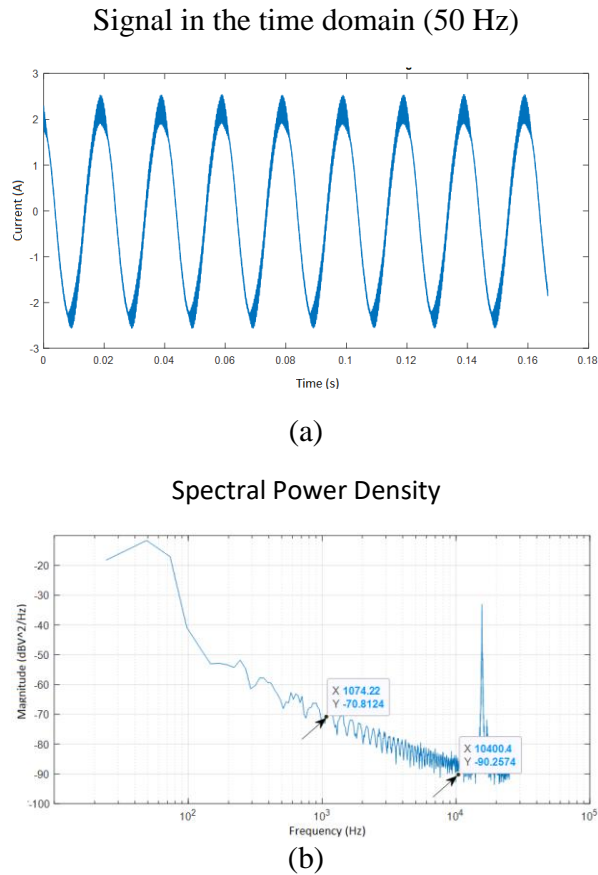 Signal in the time domain (50 Hz)
3
2
1
0
-1
-2
-3
Current (A)
0
0.02
0.04
0.06
0.08
0.1
0.12
0.14
0.16
0.18
Time (s)
(a)
Spectral Power Density
-20
-30
-40
-50
-60
-70
-80
-90
-100
Magnitude (dBV^2/Hz)
X 1074.22
Y -70.8124
X 10400.4
Y -90.2574
10^2
10^3
10^4
10^5
Frequency (Hz)
(b)